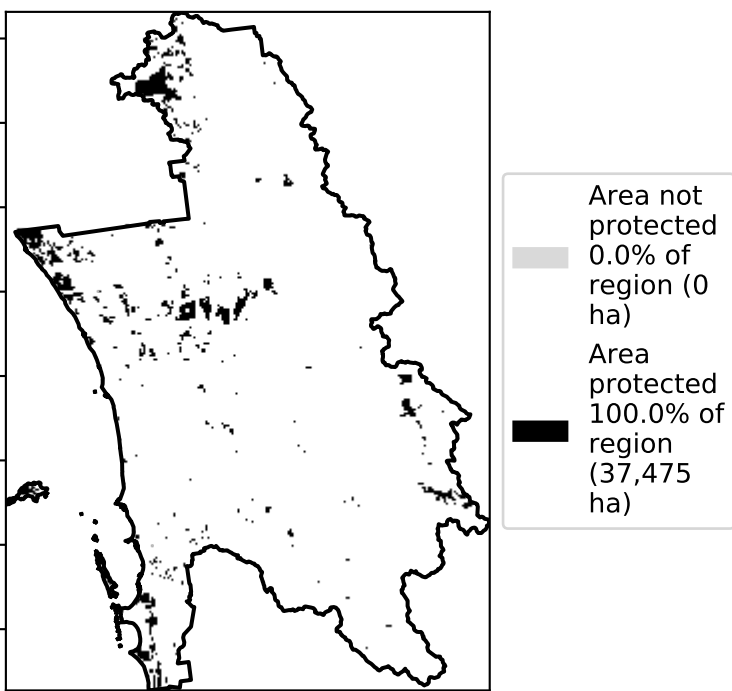 Area not
protected
0.0% of
region (0
ha)
Area
protected
100.0% of
region
(37,475
ha)